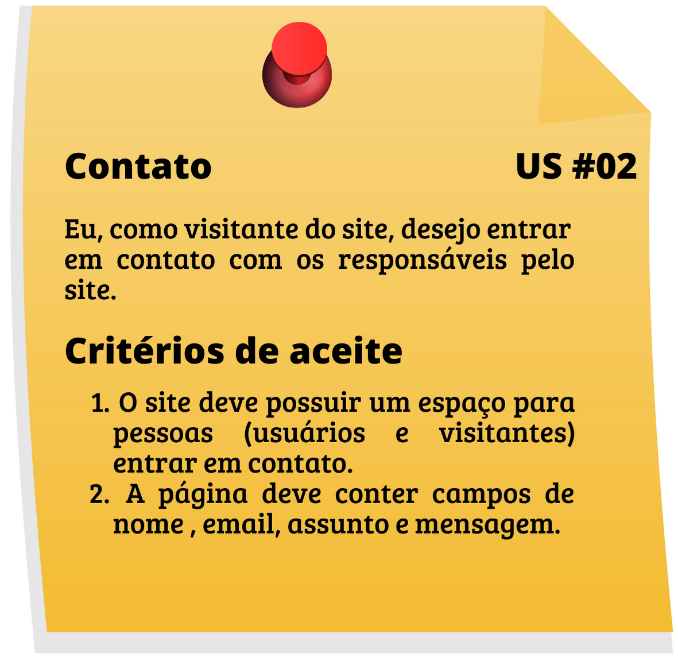 Contato US #02
Eu, como visitante do site, desejo entrar
em contato com os responsáveis pelo
site.
Critérios de aceite
1. O site deve possuir um espaço para
pessoas (usuários e visitantes)
entrar em contato.
2. A página deve conter campos de
nome , email, assunto e mensagem.